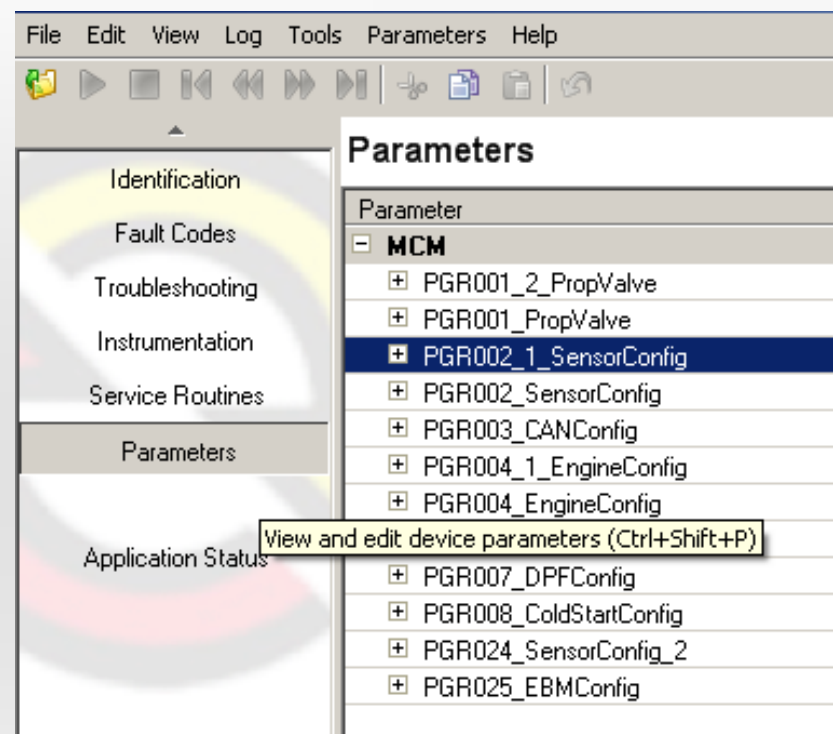 File Edit View Log Tools Parameters Help
Identification
Fault Codes
Troubleshooting
Instrumentation
Service Routines
Parameters
Application Status
Parameters
Parameter
MCM
PGR001_2_PropValve
PGR001_PropValve
PGR002_1_SensorConfig
PGR002_SensorConfig
PGR003_CANConfig
PGR004_1_EngineConfig
PGR004_EngineConfig
View and edit device parameters (Ctrl+Shift+P)
PGR007_DPFConfig
PGR008_ColdStartConfig
PGR024_SensorConfig_2
PGR025_EBMConfig